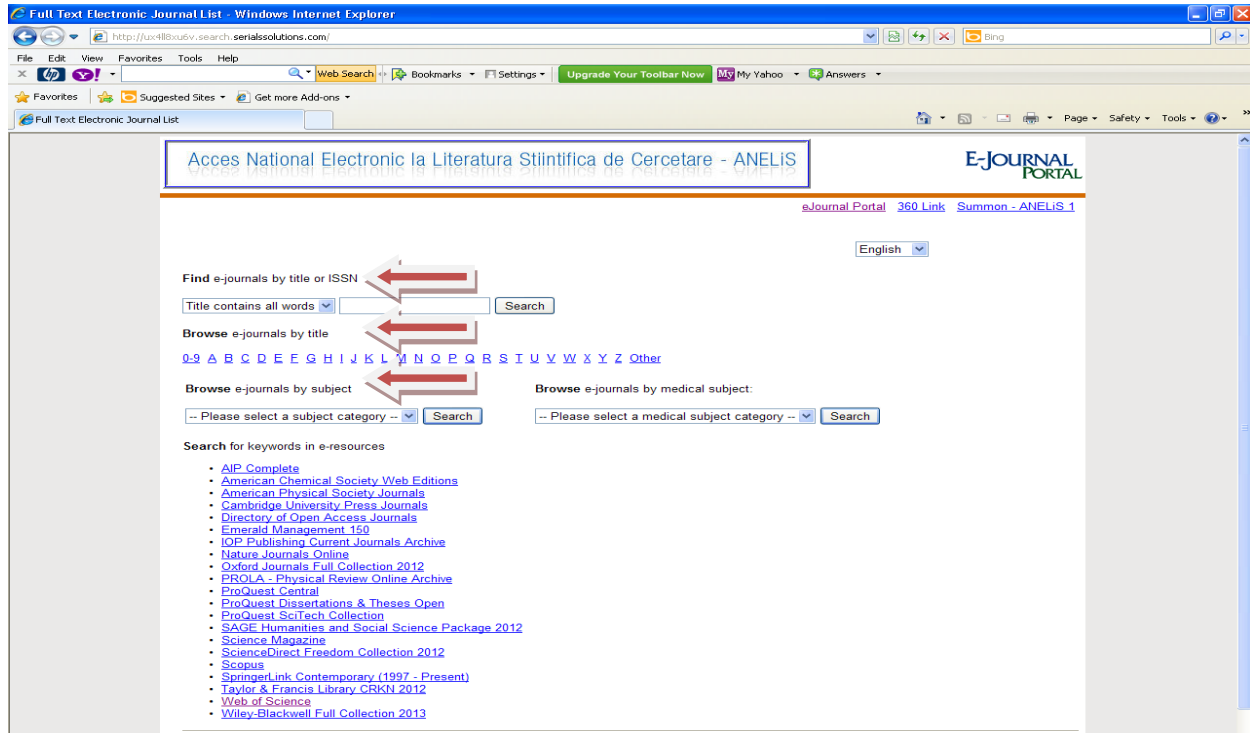 Full Text Electronic Journal List - Windows Internet Explorer
http://ux4ll8xu6v.search.serialssolutions.com/ Bing
File Edit View Favorites Tools Help
Y! Web Search Bookmarks Settings Upgrade Your Toolbar Now My My Yahoo Answers
Favorites Suggested Sites Get more Add-ons
Full Text Electronic Journal List Page Safety Tools
Acces National Electronic la Literatura Stiintifica de Cercetare - ANELiS
E-JOURNAL
PORTAL
eJournal Portal 360 Link Summon - ANELiS 1
English
Find e-journals by title or ISSN
Title contains all words Search
Browse e-journals by title
0-9 A B C D E F G H I J K L M N O P Q R S T U V W X Y Z Other
Browse e-journals by subject Browse e-journals by medical subject:
-- Please select a subject category -- Search -- Please select a medical subject category -- Search
Search for keywords in e-resources
• AIP Complete
• American Chemical Society Web Editions
• American Physical Society Journals
• Cambridge University Press Journals
• Directory of Open Access Journals
• Emerald Management 150
• IOP Publishing Current Journals Archive
• Nature Journals Online
• Oxford Journals Full Collection 2012
• PROLA - Physical Review Online Archive
• ProQuest Central
• ProQuest Dissertations & Theses Open
• ProQuest SciTech Collection
• SAGE Humanities and Social Science Package 2012
• Science Magazine
• ScienceDirect Freedom Collection 2012
• Scopus
• SpringerLink Contemporary (1997 - Present)
• Taylor & Francis Library CRKN 2012
• Web of Science
• Wiley-Blackwell Full Collection 2013